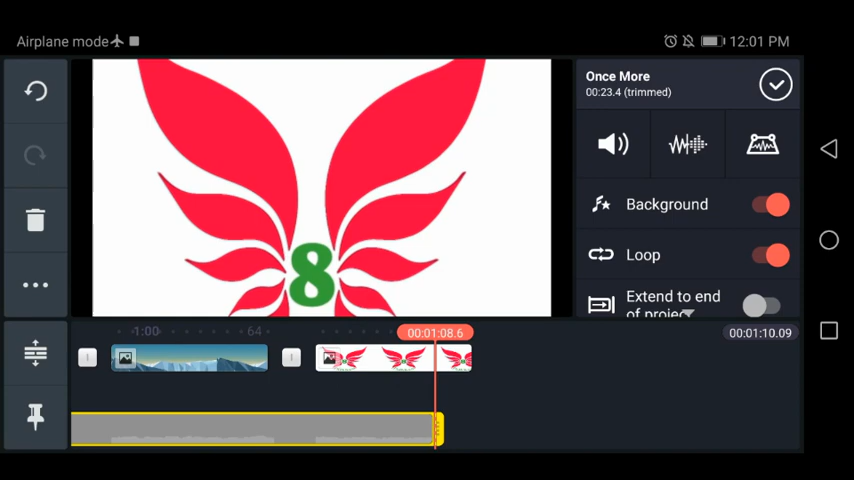 Airplane mode
12:01 PM
Once More
00:23.4 (trimmed)
Background
Loop
Extend to end
of project
8
-1:00
64
00:01:08.6
00:01:10.09